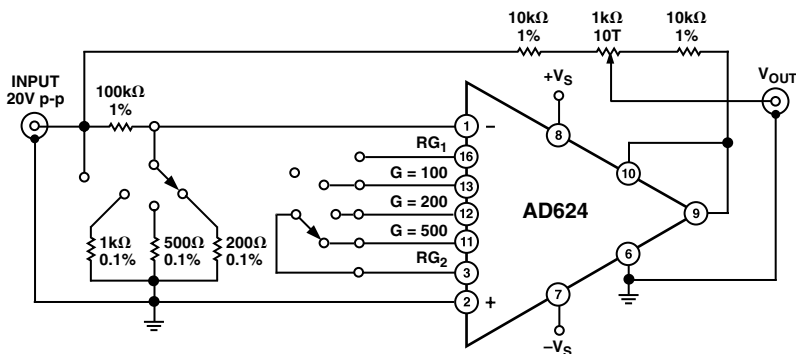 10kΩ
1%
1kΩ
10T
10kΩ
1%
INPUT
20V p-p
100kΩ
1%
+VS
VOUT
1
–
8
RG1
16
G = 100
13
10
G = 200
12
AD624
9
G = 500
11
1kΩ
0.1%
500Ω
0.1%
200Ω
0.1%
RG2
3
6
2
+
7
–VS